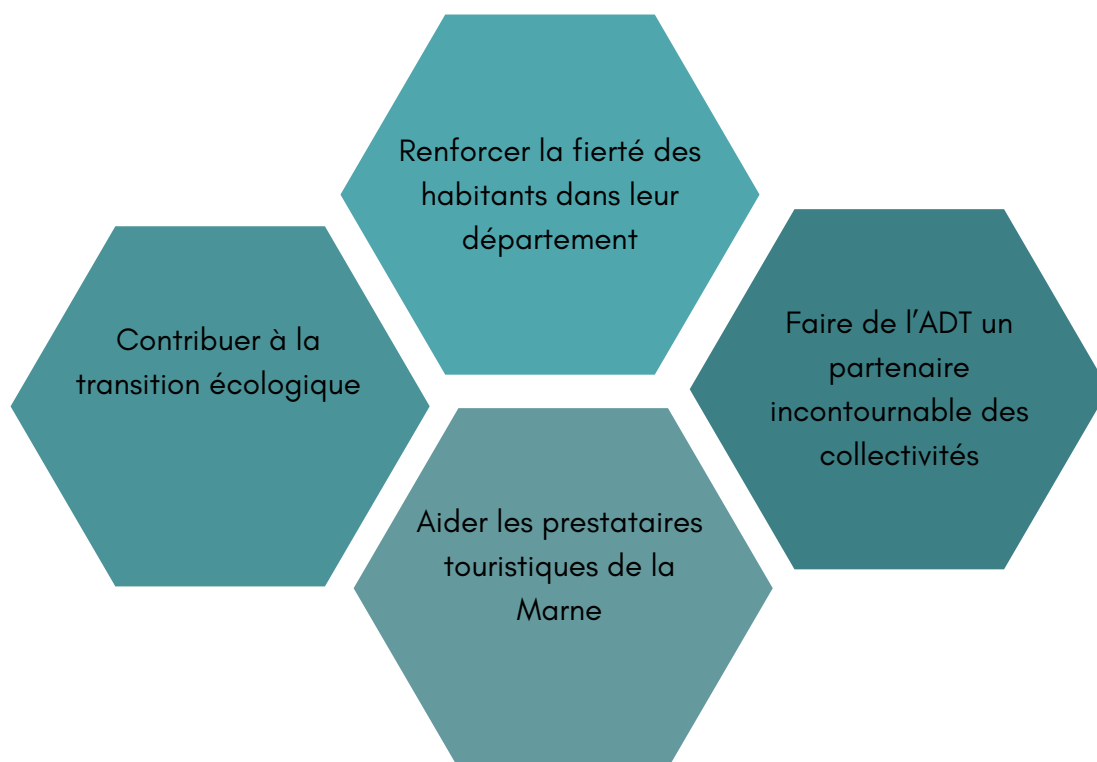 Renforcer la fierté des
habitants dans leur
département
Contribuer à la
transition écologique
Faire de l’ADT un
partenaire
incontournable des
collectivités
Aider les prestataires
touristiques de la
Marne